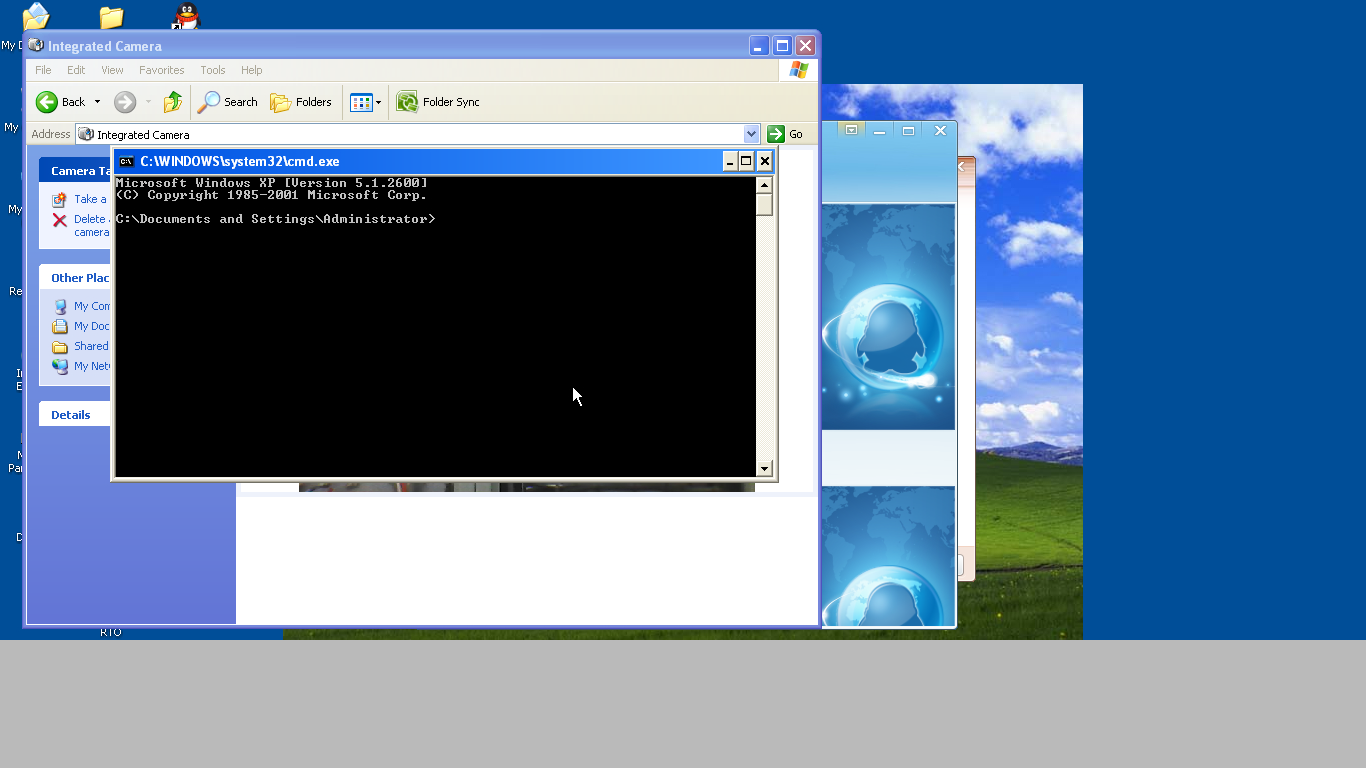 My D
My
My
Re
RTO
Integrated Camera
File Edit View Favorites Tools Help
Back Search Folders Folder Sync
Address Integrated Camera Go
Camera Ta
Take a
Delete
camera
Other Plac
My Com
My Doc
Shared
My Net
Details
C:\WINDOWS\system32\cmd.exe
Microsoft Windows XP [Version 5.1.2600]
(C) Copyright 1985-2001 Microsoft Corp.
C:\Documents and Settings\Administrator>